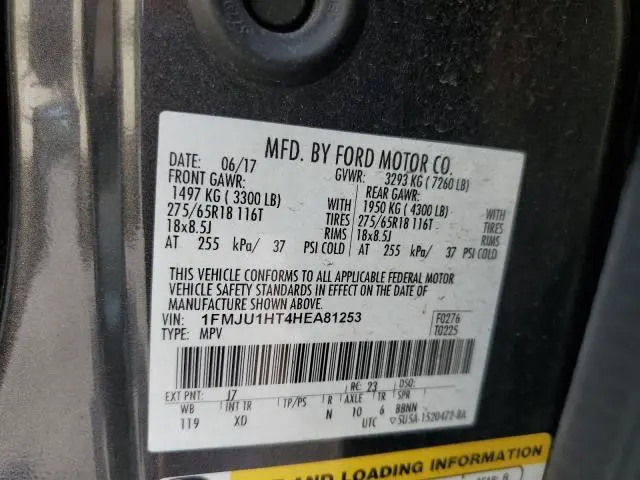 MFD. BY FORD MOTOR CO.
DATE: 06/17 GVWR: 3293 KG ( 7260 LB)
FRONT GAWR: REAR GAWR:
1497 KG ( 3300 LB) 1950 KG ( 4300 LB)
275/65R18 116T TIRES 275/65R18 116T TIRES
18x8.5J RIMS 18x8.5J RIMS
AT 255 kPa/ 37 PSI COLD AT 255 kPa/ 37 PSI COLD
THIS VEHICLE CONFORMS TO ALL APPLICABLE FEDERAL MOTOR
VEHICLE SAFETY STANDARDS IN EFFECT ON THE DATE OF
MANUFACTURE SHOWN ABOVE.
VIN: 1FMJU1HT4HEA81253 F0276
TYPE: MPV T0225
EXT PNT: J7 RC: 23 DSO:
WB INT TR TP/PS R AXLE TR SPR
119 XD N 10 6 BBNN
UTC 5U5A-1520472-BA
AND LOADING INFORMATION